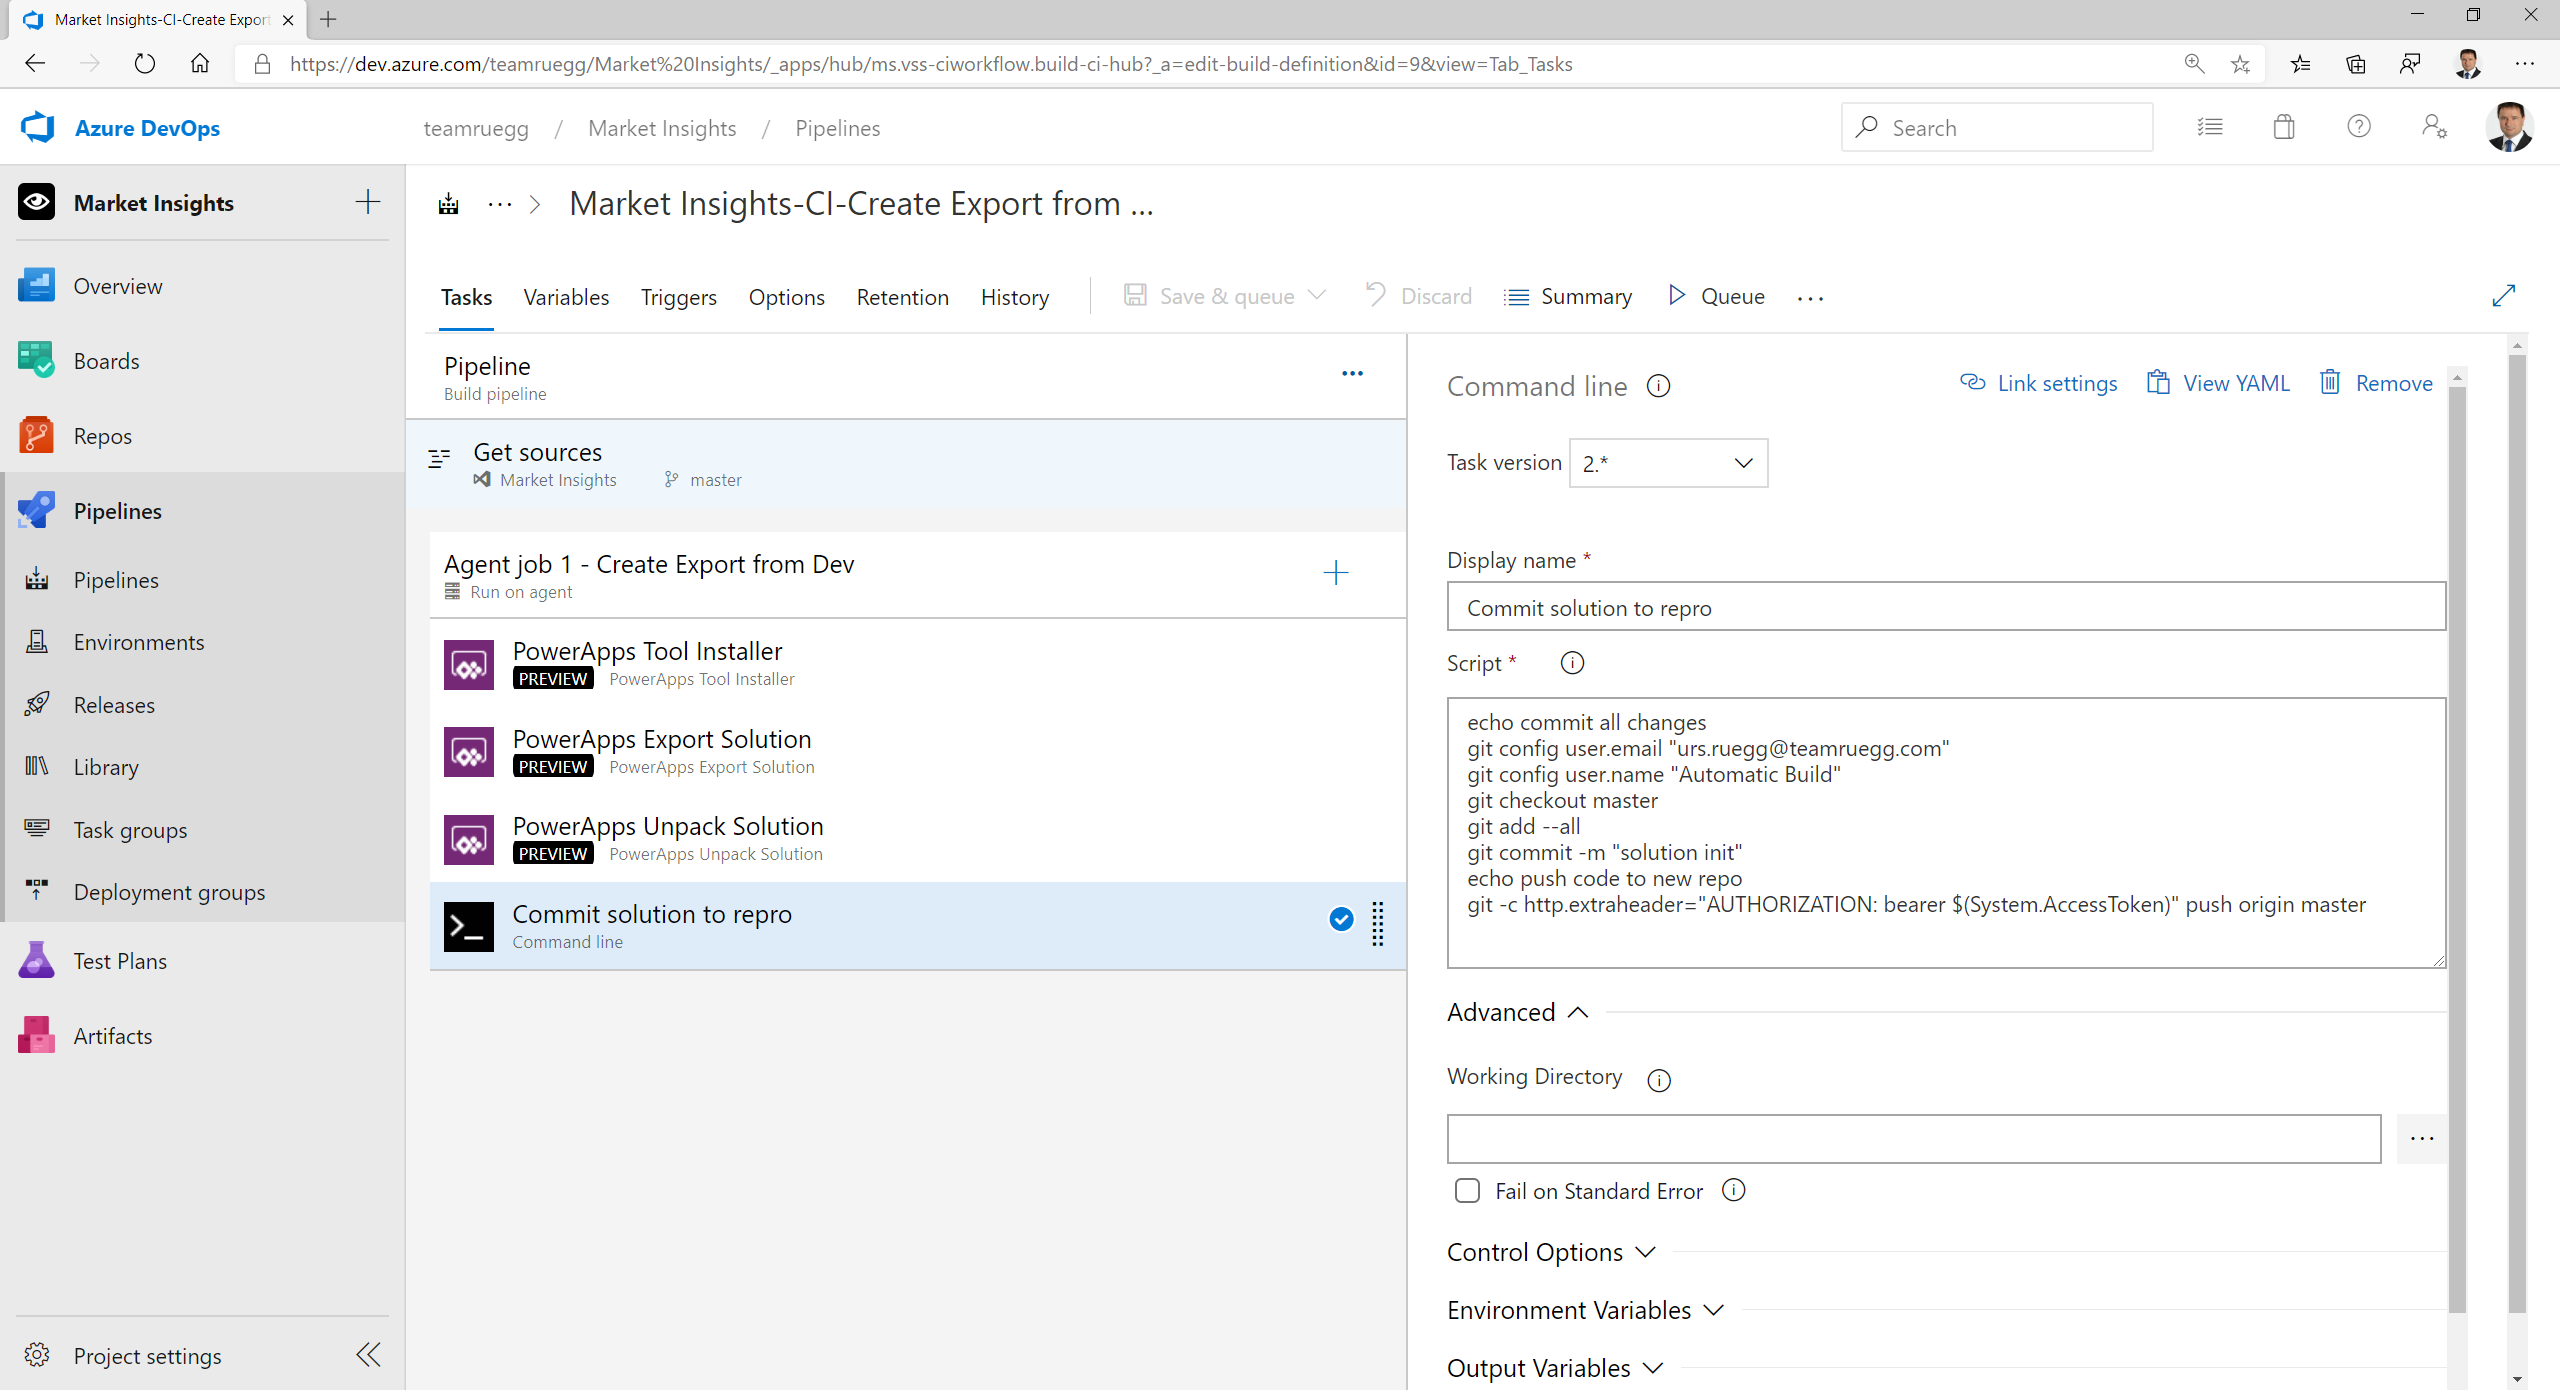 Market Insights-CI-Create Export
https://dev.azure.com/teamruegg/Market%20Insights/_apps/hub/ms.vss-ciworkflow.build-ci-hub?_a=edit-build-definition&id=9&view=Tab_Tasks
Azure DevOps
teamruegg / Market Insights / Pipelines
Search
Market Insights
Overview
Boards
Repos
Pipelines
Pipelines
Environments
Releases
Library
Task groups
Deployment groups
Test Plans
Artifacts
Project settings
··· > Market Insights-CI-Create Export from ...
Tasks Variables Triggers Options Retention History Save & queue Discard Summary Queue ...
Pipeline
Build pipeline
Get sources
Market Insights master
Agent job 1 - Create Export from Dev
Run on agent
PowerApps Tool Installer
PREVIEW PowerApps Tool Installer
PowerApps Export Solution
PREVIEW PowerApps Export Solution
PowerApps Unpack Solution
PREVIEW PowerApps Unpack Solution
Commit solution to repro
Command line
Command line
Link settings View YAML Remove
Task version 2.*
Display name *
Commit solution to repro
Script *
echo commit all changes
git config user.email "urs.ruegg@teamruegg.com"
git config user.name "Automatic Build"
git checkout master
git add --all
git commit -m "solution init"
echo push code to new repo
git -c http.extraheader="AUTHORIZATION: bearer $(System.AccessToken)" push origin master
Advanced
Working Directory
Fail on Standard Error
Control Options
Environment Variables
Output Variables